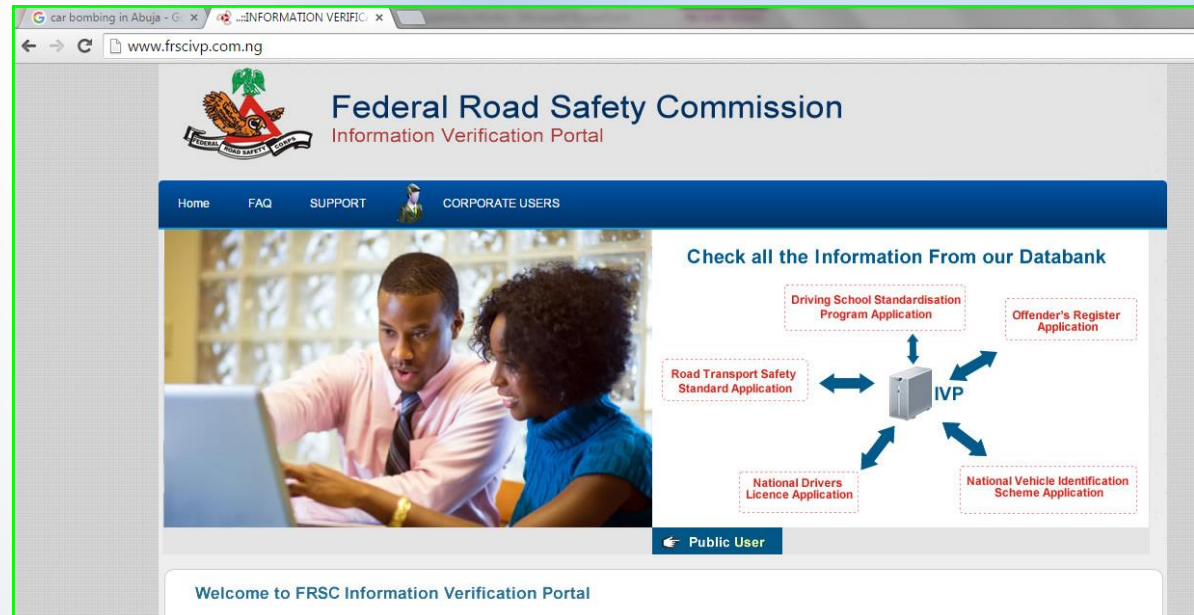 car bombing in Abuja - G
..::INFORMATION VERIFIC
www.frscivp.com.ng
FEDERAL ROAD SAFETY CORPS
Federal Road Safety Commission
Information Verification Portal
Home FAQ SUPPORT CORPORATE USERS
Check all the Information From our Databank
Driving School Standardisation
Program Application
Offender's Register
Application
Road Transport Safety
Standard Application
IVP
National Drivers
Licence Application
National Vehicle Identification
Scheme Application
Public User
Welcome to FRSC Information Verification Portal